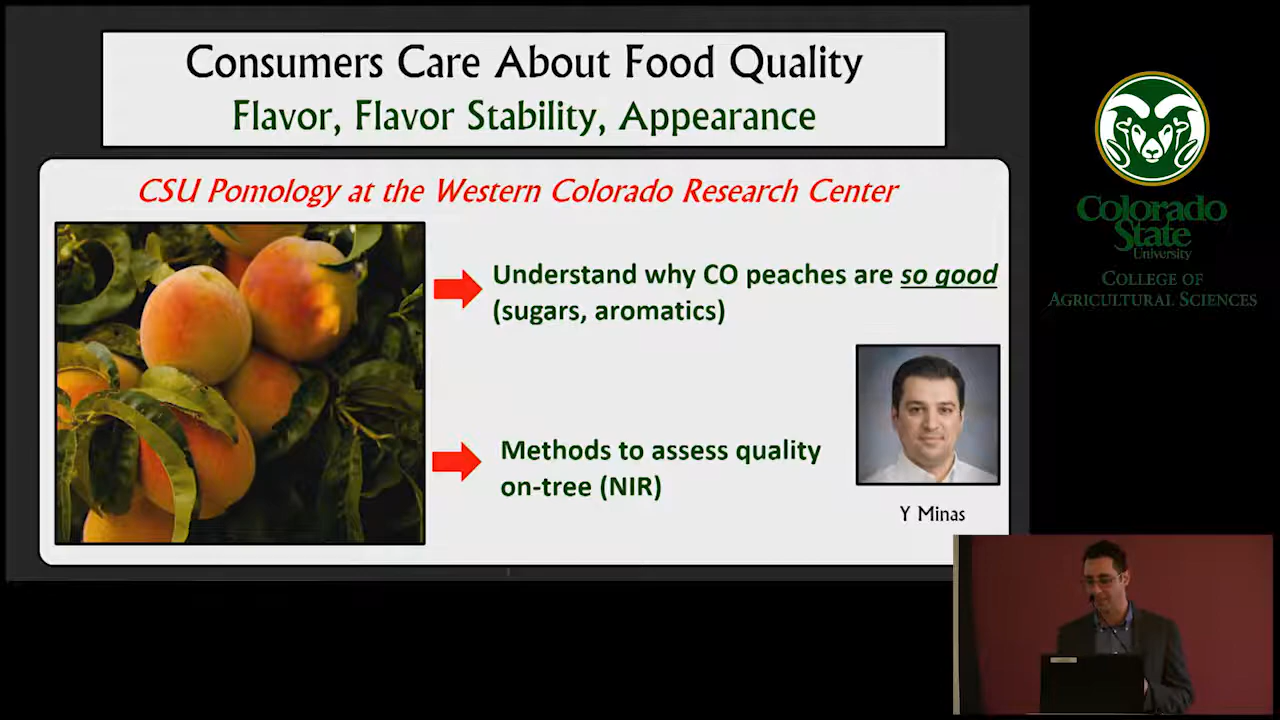 Consumers Care About Food Quality
Flavor, Flavor Stability, Appearance
CSU Pomology at the Western Colorado Research Center
Understand why CO peaches are so good
(sugars, aromatics)
Methods to assess quality
on-tree (NIR)
Y Minas
Colorado
State
University
COLLEGE OF
AGRICULTURAL SCIENCES